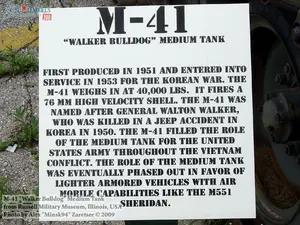 M-41
"WALKER BULLDOG" MEDIUM TANK
FIRST PRODUCED IN 1951 AND ENTERED INTO
SERVICE IN 1953 FOR THE KOREAN WAR. THE
M-41 WEIGHS IN AT 40,000 LBS. IT FIRES A
76 MM HIGH VELOCITY SHELL. THE M-41 WAS
NAMED AFTER GENERAL WALTON WALKER,
WHO WAS KILLED IN A JEEP ACCIDENT IN
KOREA IN 1950. THE M-41 FILLED THE ROLE
OF THE MEDIUM TANK FOR THE
UNITED STATES ARMY THROUGHOUT THE VIETNAM
CONFLICT. THE ROLE OF THE MEDIUM TANK
WAS EVENTUALLY PHASED OUT IN FAVOR OF
LIGHTER ARMORED VEHICLES WITH AIR
MOBILE CAPABILITIES LIKE THE M551
SHERIDAN.
M-41 "Walker Bulldog" Medium Tank
from Russell Military Museum, Illinois, USA
Photo by Alex "Minsk94" Zaretser © 2009